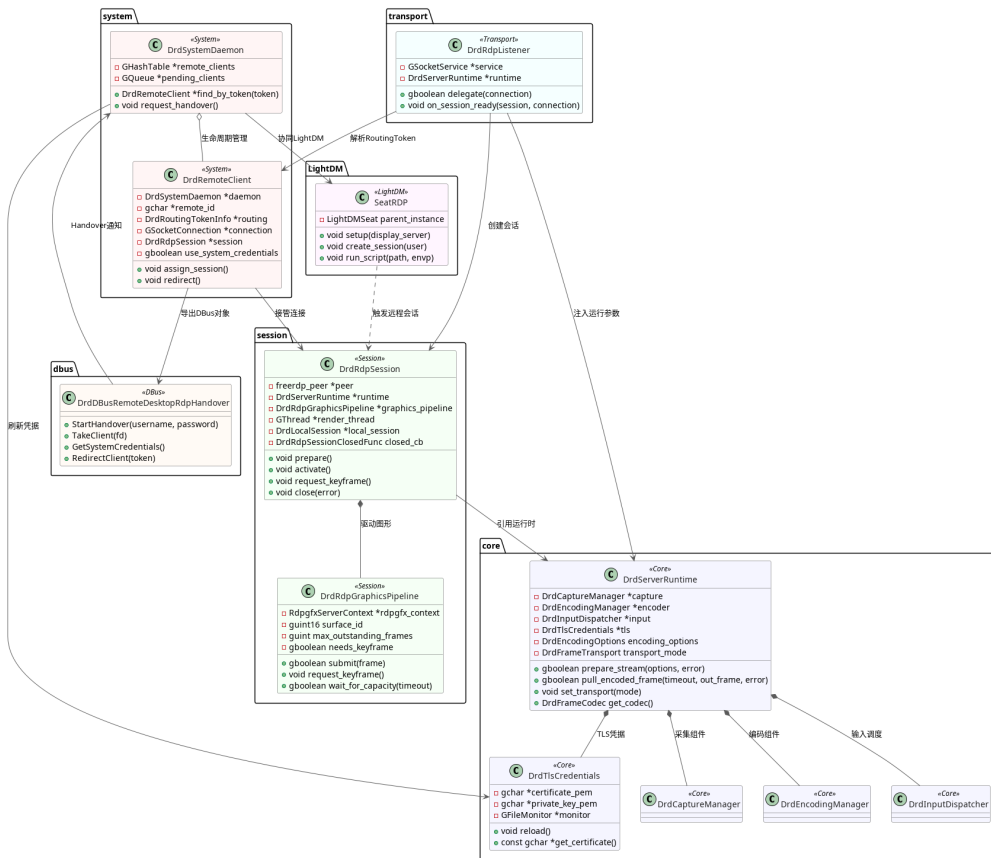 system
«System»
C DrdSystemDaemon
GHashTable *remote_clients
GQueue *pending_clients
DrdRemoteClient *find_by_token(token)
void request_handover()
transport
«Transport»
C DrdRdpListener
GSocketService *service
DrdServerRuntime *runtime
gboolean delegate(connection)
void on_session_ready(session, connection)
生命周期管理
协同LightDM
解析RoutingToken
«System»
C DrdRemoteClient
DrdSystemDaemon *daemon
gchar *remote_id
DrdRoutingTokenInfo *routing
GSocketConnection *connection
DrdRdpSession *session
gboolean use_system_credentials
void assign_session()
void redirect()
LightDM
«LightDM»
C SeatRDP
LightDMSeat parent_instance
void setup(display_server)
void create_session(user)
void run_script(path, envp)
Handover通知
创建会话
导出DBus对象
接管连接
触发远程会话
注入运行参数
dbus
«DBus»
C DrdDBusRemoteDesktopRdpHandover
StartHandover(username, password)
TakeClient(fd)
GetSystemCredentials()
RedirectClient(token)
刷新凭据
session
«Session»
C DrdRdpSession
freerdp_peer *peer
DrdServerRuntime *runtime
DrdRdpGraphicsPipeline *graphics_pipeline
GThread *render_thread
DrdLocalSession *local_session
DrdRdpSessionClosedFunc closed_cb
void prepare()
void activate()
void request_keyframe()
void close(error)
驱动图形
引用运行时
«Session»
C DrdRdpGraphicsPipeline
RdpgfxServerContext *rdpgfx_context
guint16 surface_id
guint max_outstanding_frames
gboolean needs_keyframe
gboolean submit(frame)
void request_keyframe()
gboolean wait_for_capacity(timeout)
core
«Core»
C DrdServerRuntime
DrdCaptureManager *capture
DrdEncodingManager *encoder
DrdInputDispatcher *input
DrdTlsCredentials *tls
DrdEncodingOptions encoding_options
DrdFrameTransport transport_mode
gboolean prepare_stream(options, error)
gboolean pull_encoded_frame(timeout, out_frame, error)
void set_transport(mode)
DrdFrameCodec get_codec()
TLS凭据
采集组件
编码组件
输入调度
«Core»
C DrdTlsCredentials
gchar *certificate_pem
gchar *private_key_pem
GFileMonitor *monitor
void reload()
const gchar *get_certificate()
«Core»
C DrdCaptureManager
«Core»
C DrdEncodingManager
«Core»
C DrdInputDispatcher